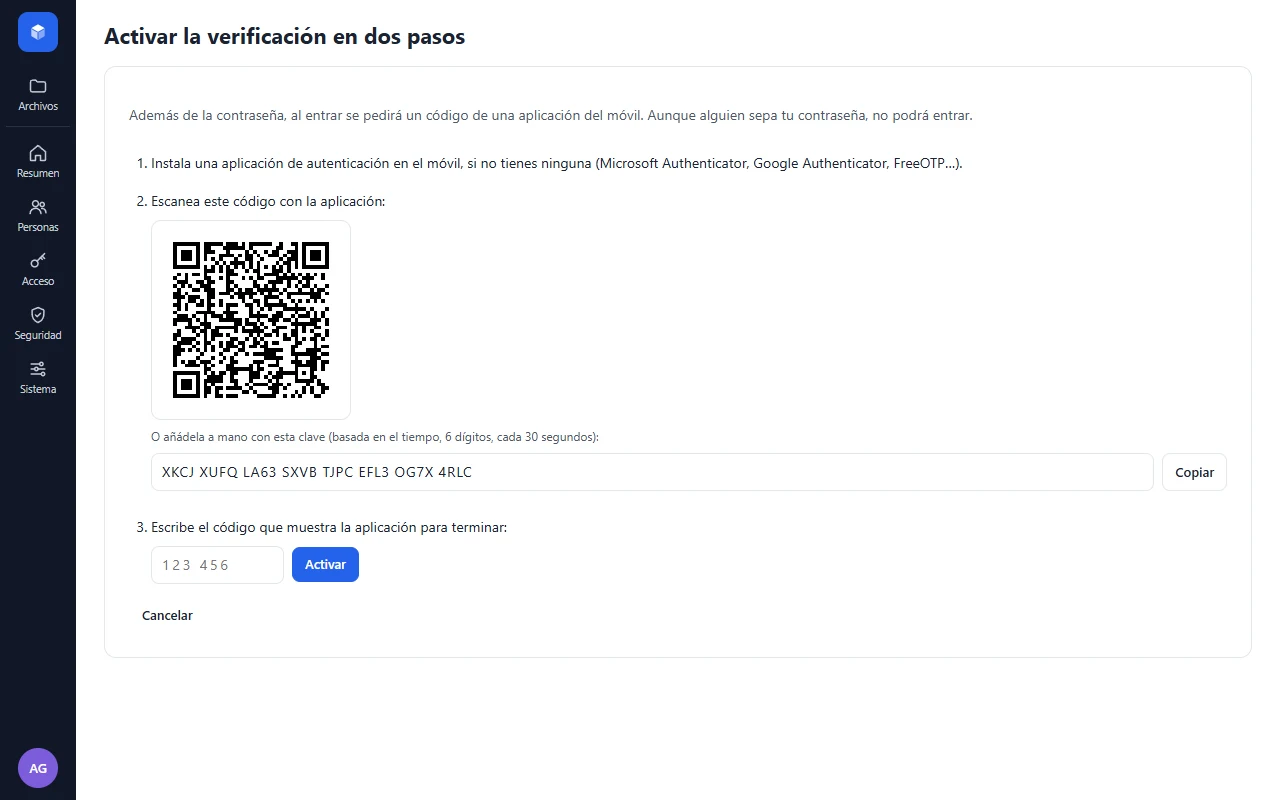 Activar la verificación en dos pasos
Archivos
Resumen
Personas
Acceso
Seguridad
Sistema
AG
Además de la contraseña, al entrar se pedirá un código de una aplicación del móvil. Aunque alguien sepa tu contraseña, no podrá entrar.
1. Instala una aplicación de autenticación en el móvil, si no tienes ninguna (Microsoft Authenticator, Google Authenticator, FreeOTP…).
2. Escanea este código con la aplicación:
O añádela a mano con esta clave (basada en el tiempo, 6 dígitos, cada 30 segundos):
XKCJ XUFQ LA63 SXVB TJPC EFL3 OG7X 4RLC
Copiar
3. Escribe el código que muestra la aplicación para terminar:
123 456
Activar
Cancelar